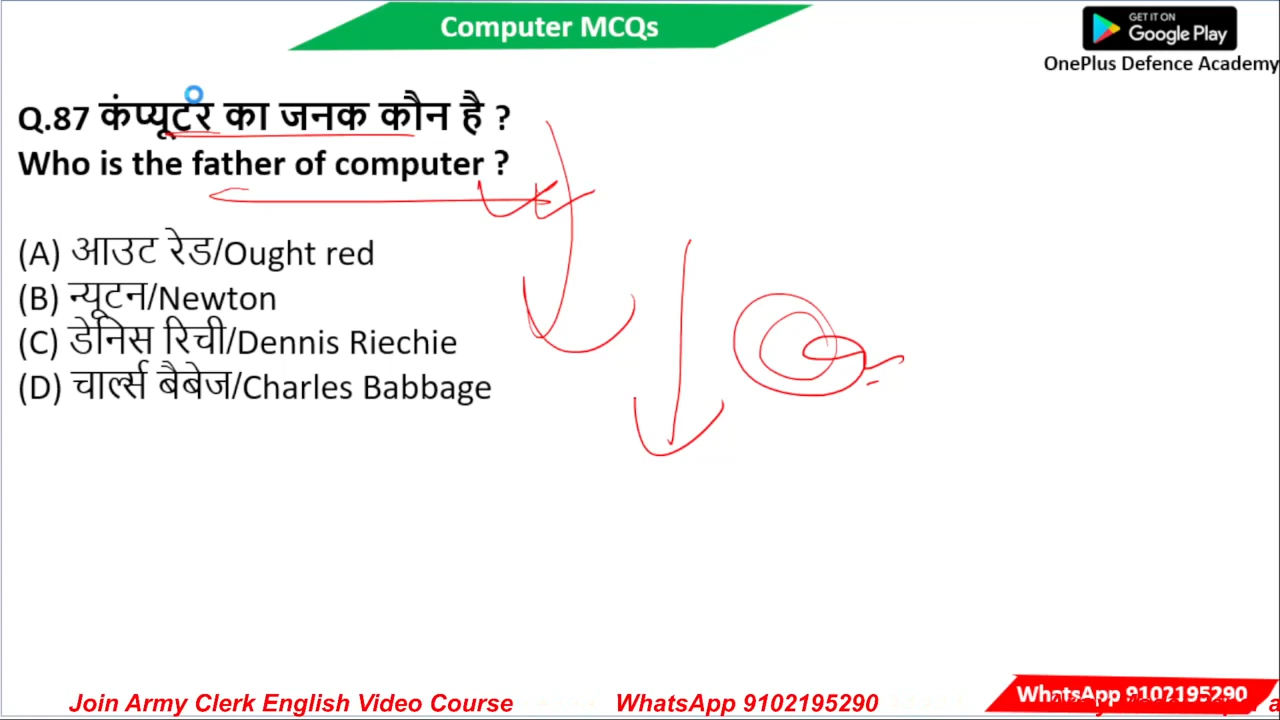 Computer MCQs
GET IT ON
Google Play
OnePlus Defence Academy
Q.87 कंप्यूटर का जनक कौन है ?
Who is the father of computer ?
(A) आउट रेड/Ought red
(B) न्यूटन/Newton
(C) डेनिस रिची/Dennis Riechie
(D) चार्ल्स बैबेज/Charles Babbage
WhatsApp 9102195290
Join Army Clerk English Video Course WhatsApp 9102195290